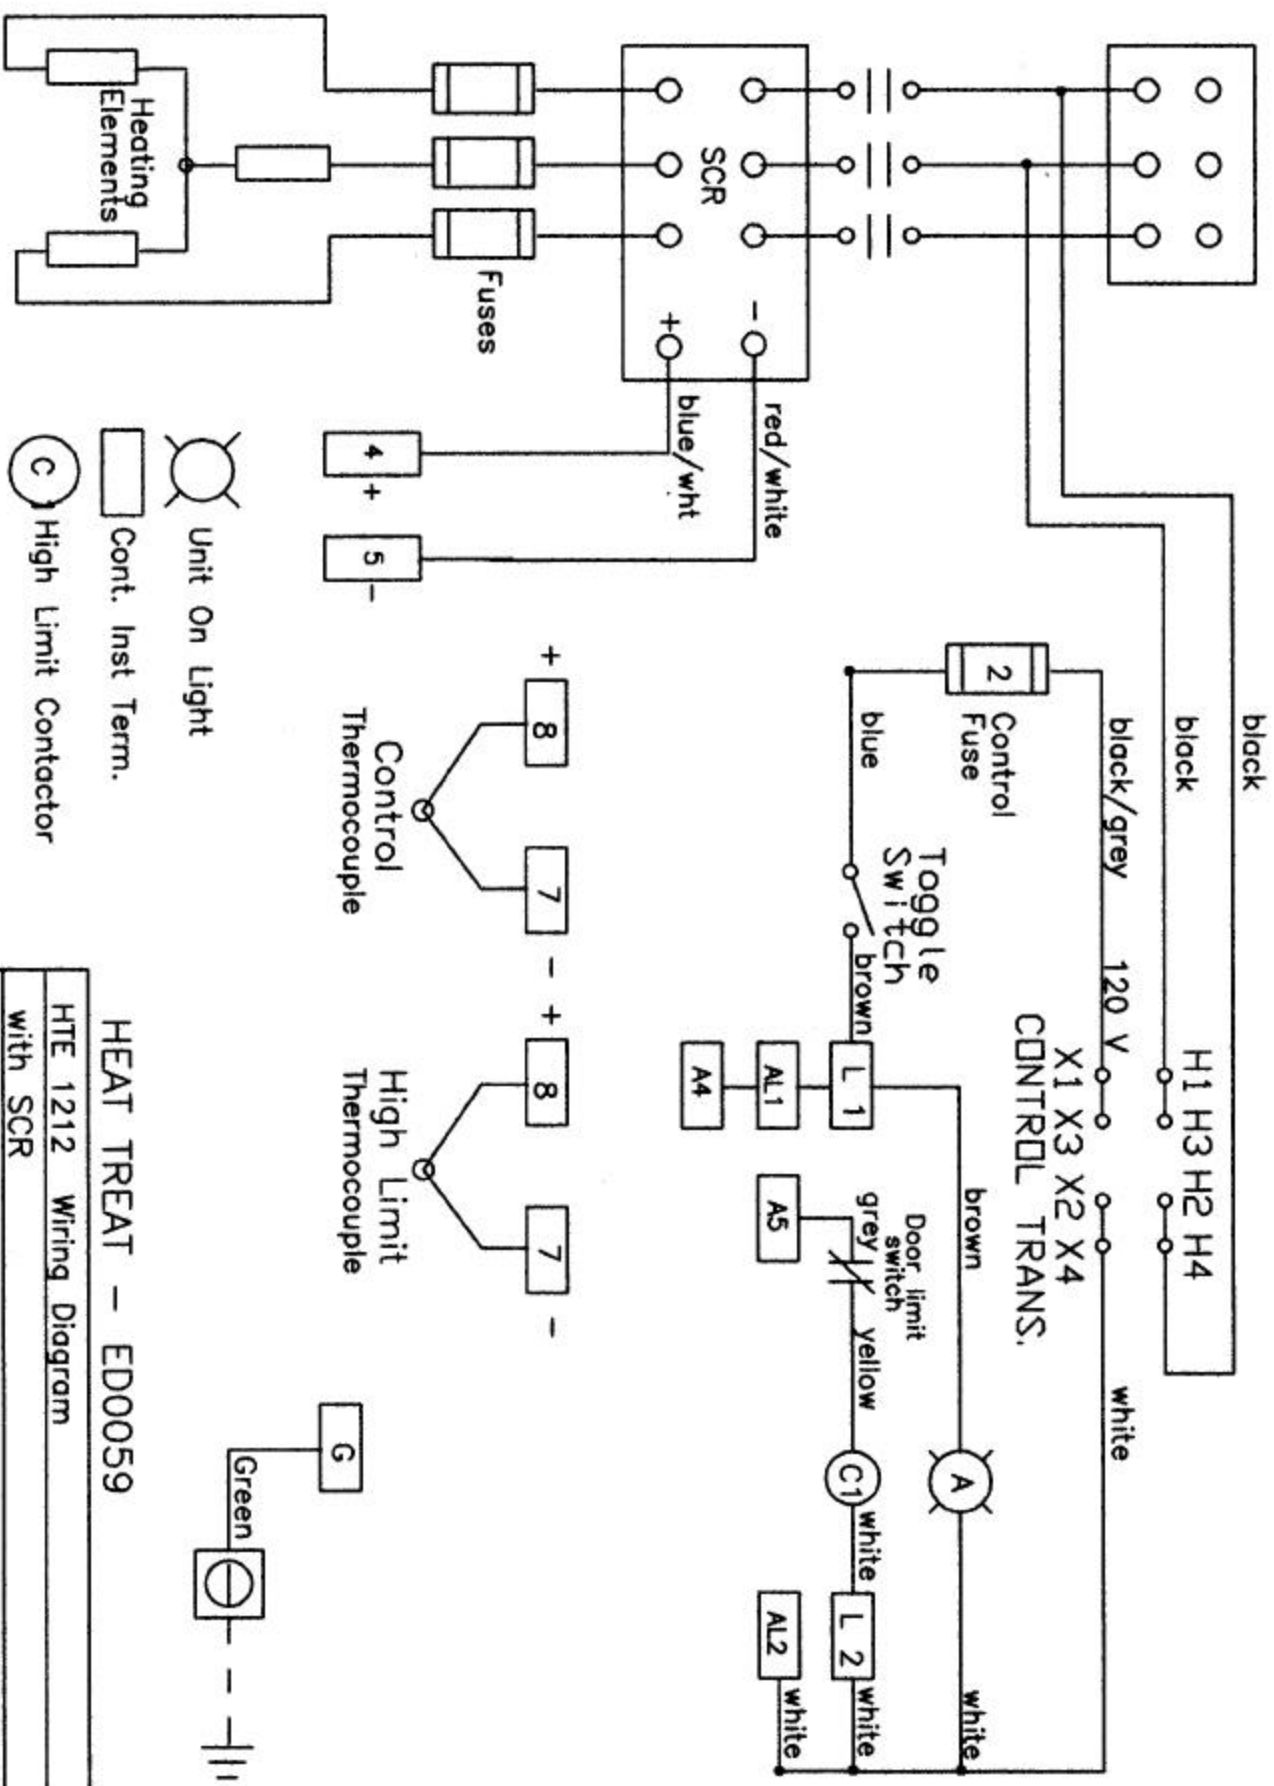 black
black
H1 H3 H2 H4
black/grey
120 V
X1 X3 X2 X4
CONTROL TRANS.
white
2
Control
Fuse
blue
Toggle
Switch
brown
L 1
AL1
A4
brown
A
white
Door limit
switch
grey
A5
yellow
C1
white
L 2
white
AL2
white
SCR
-
+
red/white
blue/wht
Fuses
4
+
5
-
Heating
Elements
+
8
7
-
Control
Thermocouple
+
8
7
-
High Limit
Thermocouple
Unit On Light
Cont. Inst Term.
C
High Limit Contactor
G
Green
HEAT TREAT - ED0059
HTE 1212 Wiring Diagram
with SCR